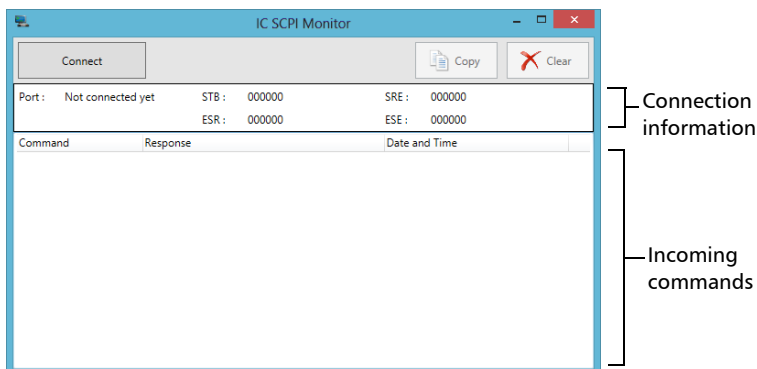 IC SCPI Monitor
Connect Copy Clear
Port : Not connected yet STB : 000000 SRE : 000000
ESR : 000000 ESE : 000000
Command Response Date and Time
Connection
information
Incoming
commands